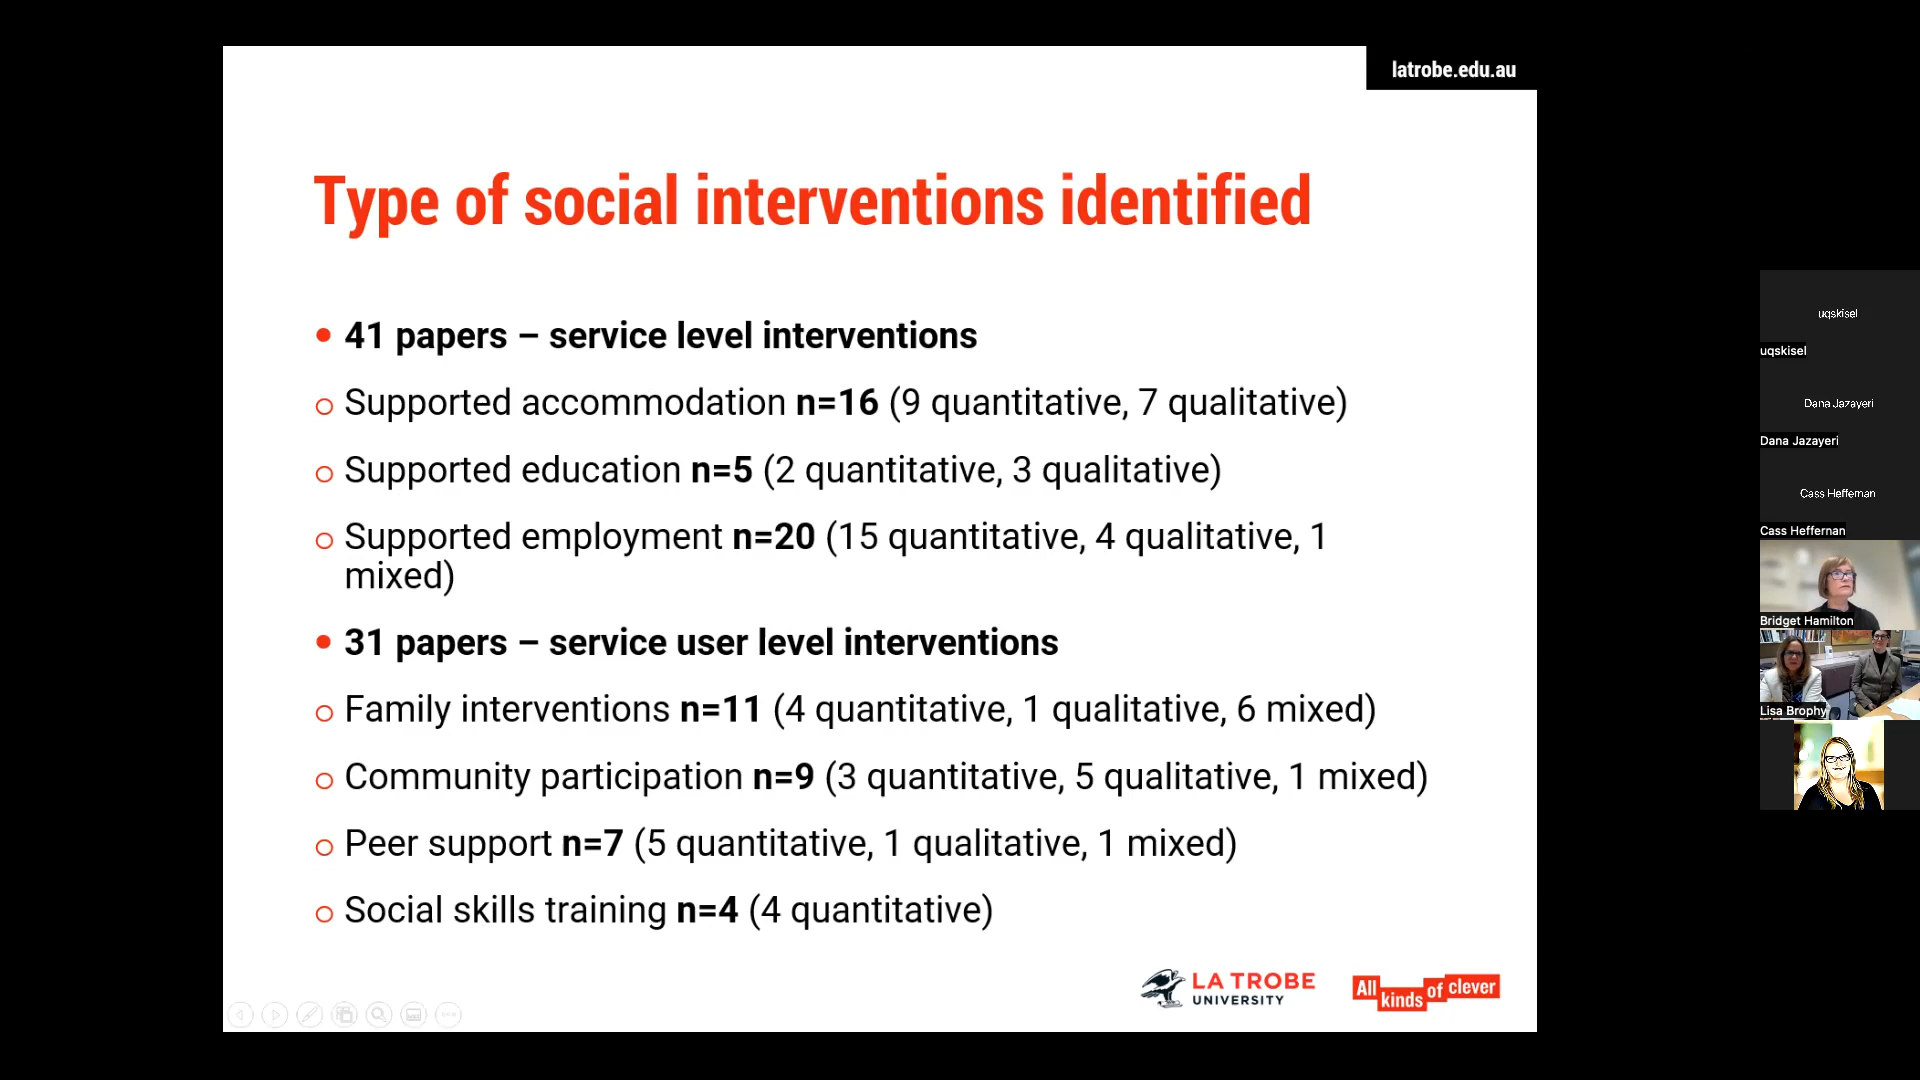 latrobe.edu.au
Type of social interventions identified
41 papers – service level interventions
Supported accommodation n=16 (9 quantitative, 7 qualitative)
Supported education n=5 (2 quantitative, 3 qualitative)
Supported employment n=20 (15 quantitative, 4 qualitative, 1
mixed)
31 papers – service user level interventions
Family interventions n=11 (4 quantitative, 1 qualitative, 6 mixed)
Community participation n=9 (3 quantitative, 5 qualitative, 1 mixed)
Peer support n=7 (5 quantitative, 1 qualitative, 1 mixed)
Social skills training n=4 (4 quantitative)
LA TROBE
UNIVERSITY
All kinds of clever
uqskisel
uqskisel
Dana Jazayeri
Dana Jazayeri
Cass Heffernan
Cass Heffernan
Bridget Hamilton
Lisa Brophy